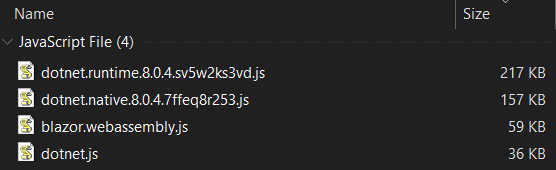 Name Size
JavaScript File (4)
dotnet.runtime.8.0.4.sv5w2ks3vd.js 217 KB
dotnet.native.8.0.4.7ffeq8r253.js 157 KB
blazor.webassembly.js 59 KB
dotnet.js 36 KB